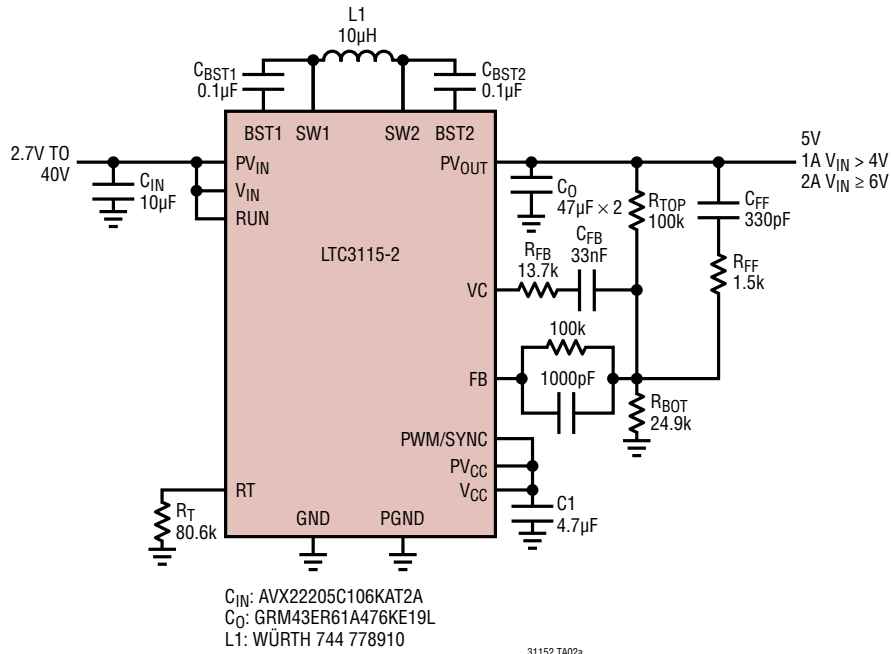 L1
10µH
CBST1
0.1µF
CBST2
0.1µF
BST1 SW1 SW2 BST2
2.7V TO
40V
CIN
10µF
PVIN
VIN
RUN
LTC3115-2
PVOUT
CO
47µF × 2
RTOP
100k
5V
1A VIN > 4V
2A VIN ≥ 6V
CFF
330pF
RFF
1.5k
VC
RFB
13.7k
CFB
33nF
FB
100k
1000pF
RBOT
24.9k
PWM/SYNC
PVCC
VCC
C1
4.7µF
RT
RT
80.6k
GND PGND
CIN: AVX22205C106KAT2A
CO: GRM43ER61A476KE19L
L1: WÜRTH 744 778910
31152 TA02a